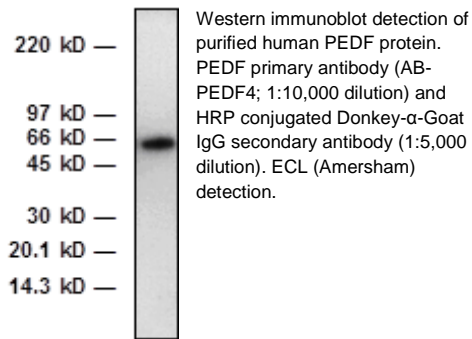 220 kD —
97 kD —
66 kD —
45 kD —
30 kD —
20.1 kD —
14.3 kD —
Western immunoblot detection of
purified human PEDF protein.
PEDF primary antibody (AB-
PEDF4; 1:10,000 dilution) and
HRP conjugated Donkey-α-Goat
IgG secondary antibody (1:5,000
dilution). ECL (Amersham)
detection.